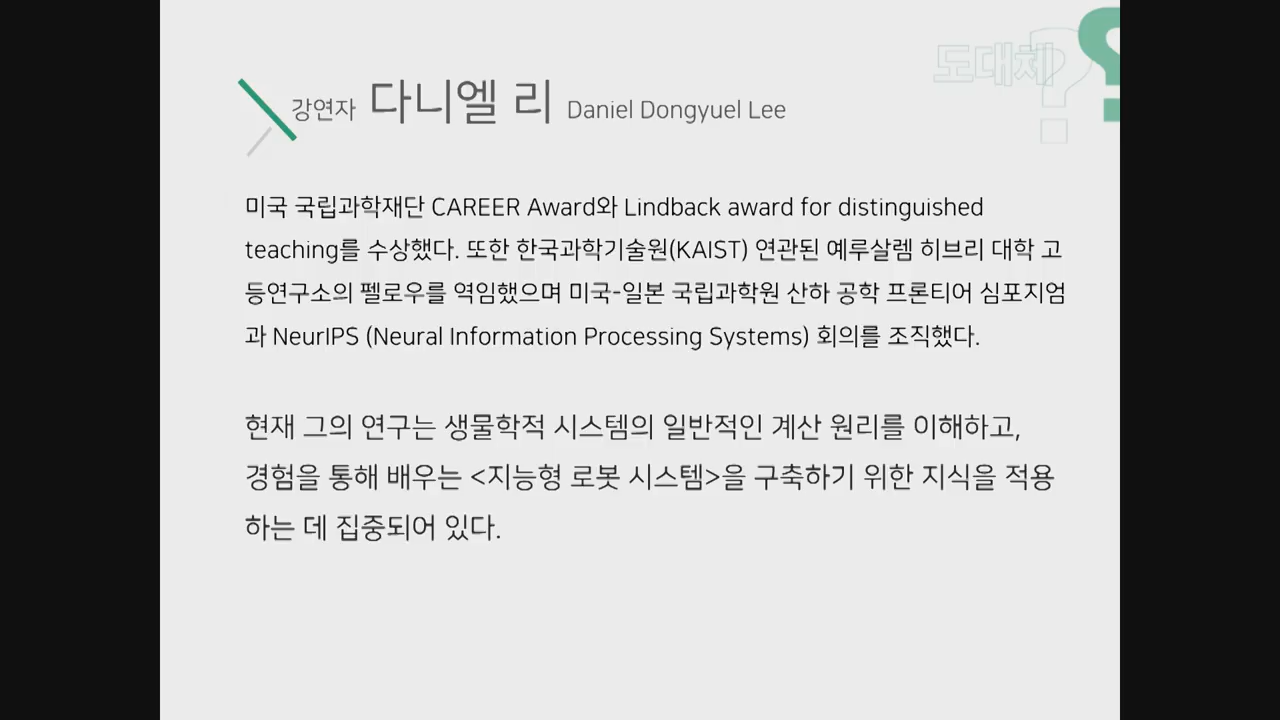 도대체?
강연자 다니엘 리 Daniel Dongyuel Lee
미국 국립과학재단 CAREER Award와 Lindback award for distinguished
teaching를 수상했다. 또한 한국과학기술원(KAIST) 연관된 예루살렘 히브리 대학 고
등연구소의 펠로우를 역임했으며 미국-일본 국립과학원 산하 공학 프론티어 심포지엄
과 NeurIPS (Neural Information Processing Systems) 회의를 조직했다.
현재 그의 연구는 생물학적 시스템의 일반적인 계산 원리를 이해하고,
경험을 통해 배우는 <지능형 로봇 시스템>을 구축하기 위한 지식을 적용
하는 데 집중되어 있다.